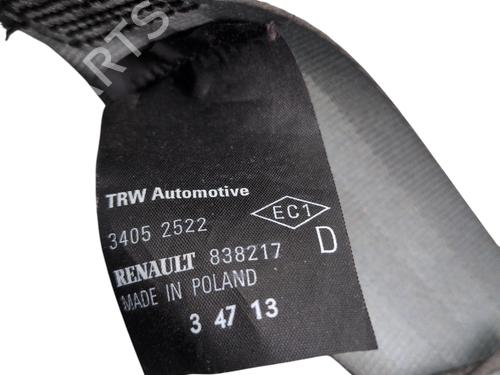 TRW Automotive
EC1
3405 2522
D
RENAULT 838217
MADE IN POLAND
3 47 13